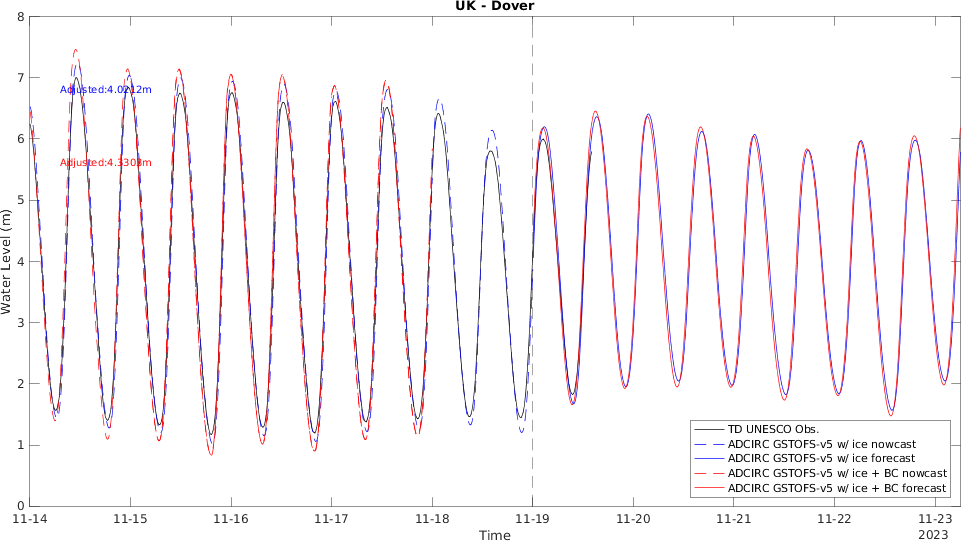 UK - Dover
8
7
6
5
4
3
2
1
0
Water Level (m)
Adjusted:4.0212m
Adjusted:4.3303m
TD UNESCO Obs.
ADCIRC GSTOFS-v5 w/ ice nowcast
ADCIRC GSTOFS-v5 w/ ice forecast
ADCIRC GSTOFS-v5 w/ ice + BC nowcast
ADCIRC GSTOFS-v5 w/ ice + BC forecast
11-14 11-15 11-16 11-17 11-18 11-19 11-20 11-21 11-22 11-23
Time
2023